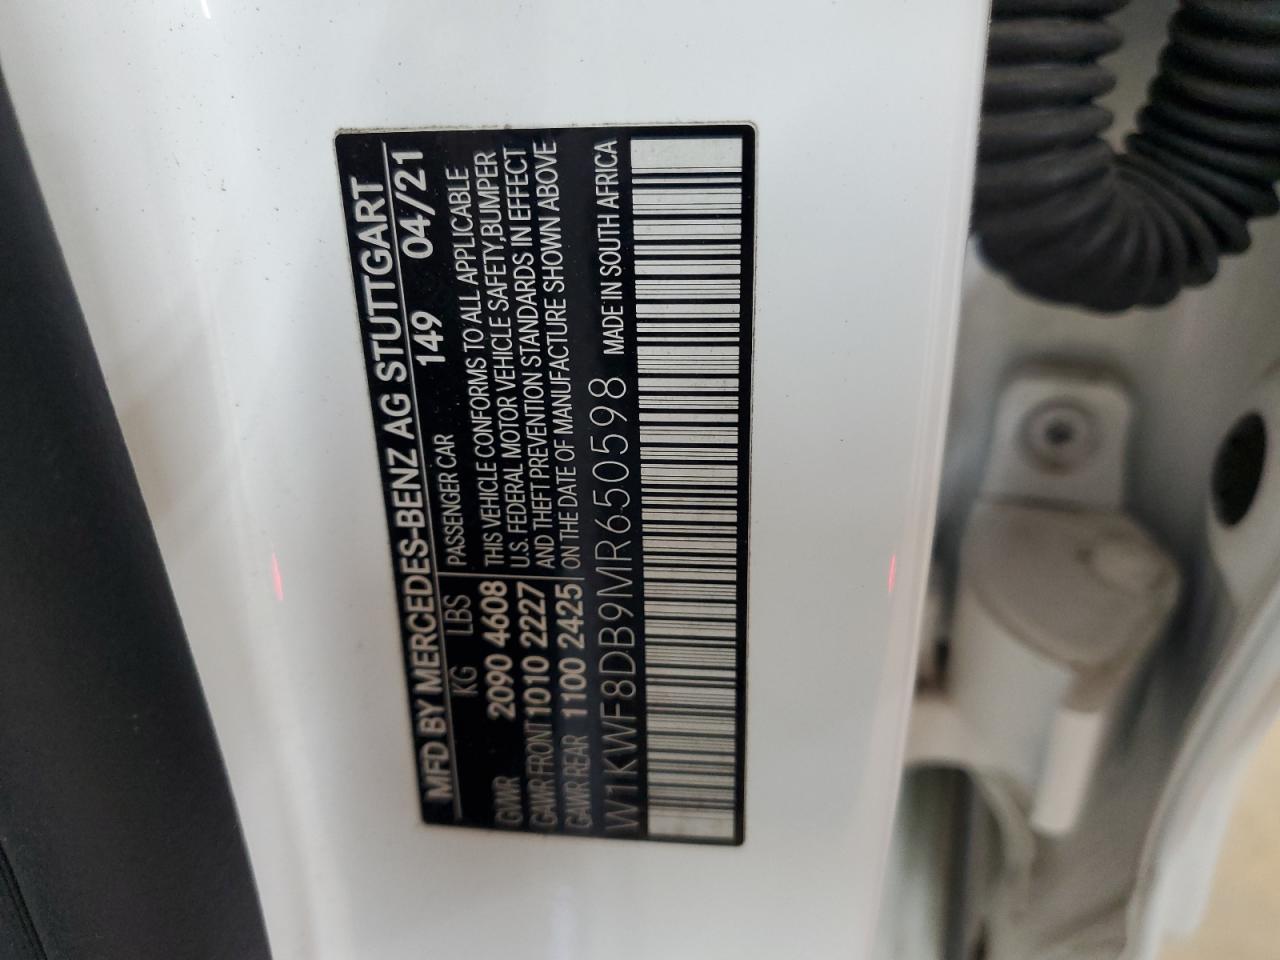 MFD BY MERCEDES-BENZ AG STUTTGART
KG LBS PASSENGER CAR 149 04/21
GVWR 2090 4608 THIS VEHICLE CONFORMS TO ALL APPLICABLE
U.S. FEDERAL MOTOR VEHICLE SAFETY,BUMPER
GAWR FRONT 1010 2227 AND THEFT PREVENTION STANDARDS IN EFFECT
GAWR REAR 1100 2425 ON THE DATE OF MANUFACTURE SHOWN ABOVE
W1KWF8DB9MR650598 MADE IN SOUTH AFRICA